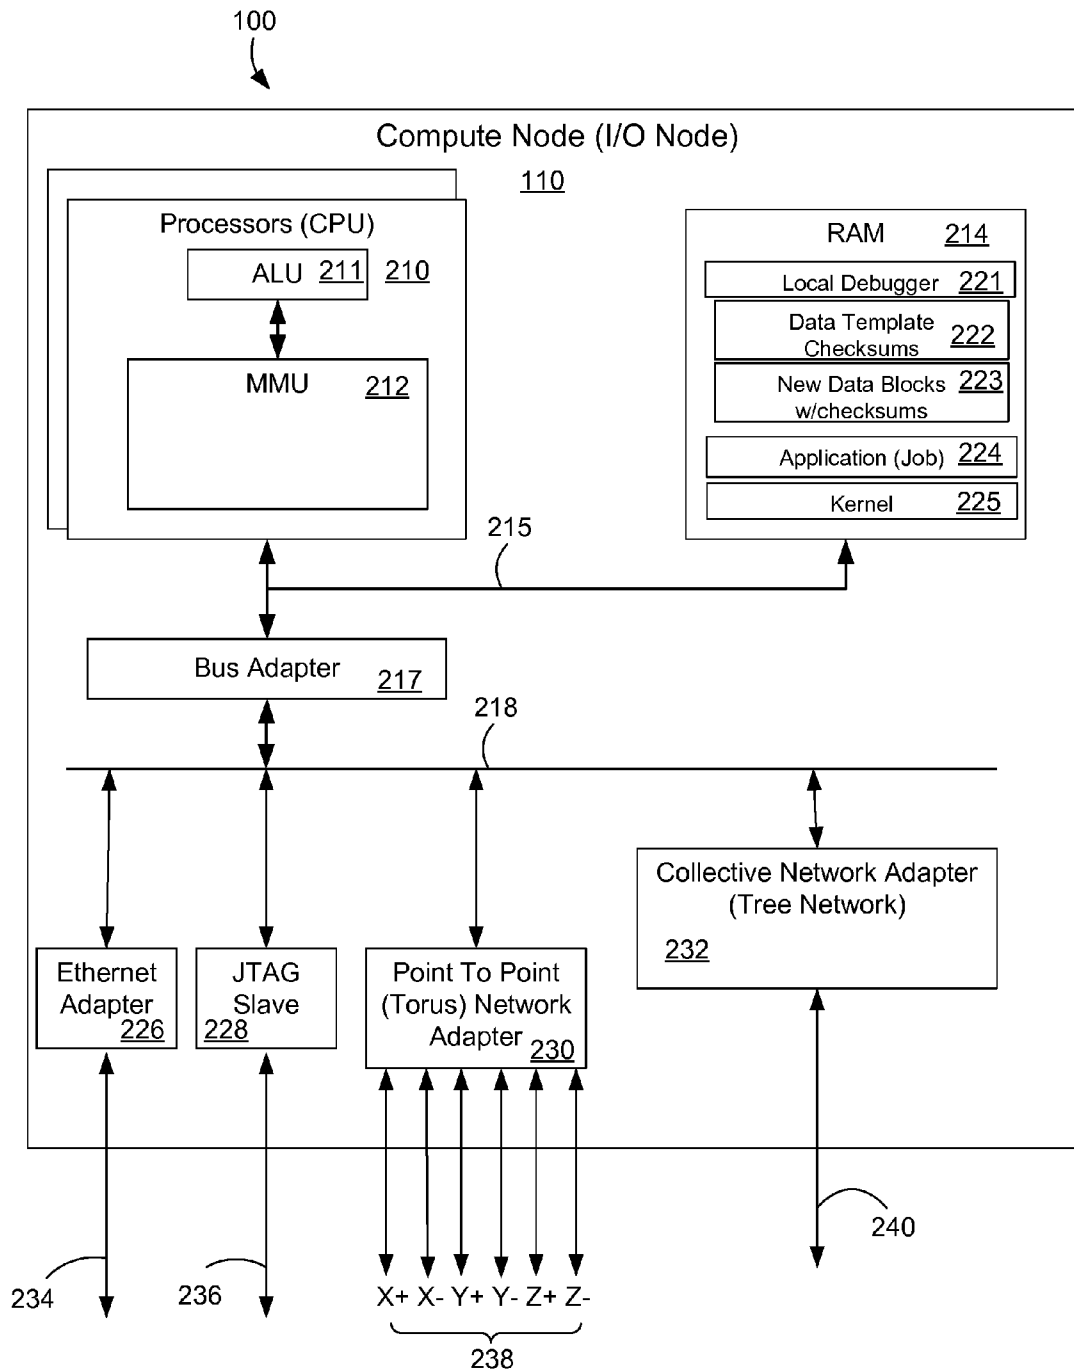 100
Compute Node (I/O Node)
110
Processors (CPU)
ALU 211 210
MMU 212
RAM 214
Local Debugger 221
Data Template
Checksums 222
New Data Blocks 223
w/checksums
Application (Job) 224
Kernel 225
215
Bus Adapter 217
218
Ethernet
Adapter
226
JTAG
Slave
228
Point To Point
(Torus) Network
Adapter 230
Collective Network Adapter
(Tree Network)
232
234
236
X+ X- Y+ Y- Z+ Z-
238
240